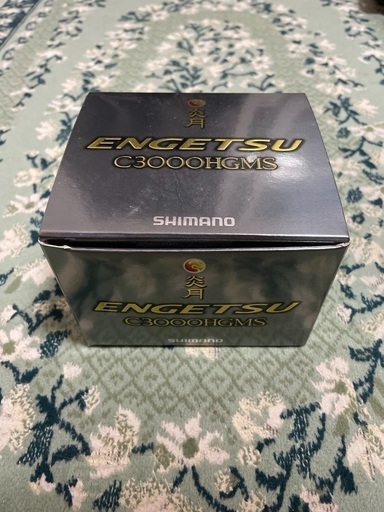 炎月
ENGETSU
C3000HGMS
SHIMANO
炎月
ENGETSU
C3000HGMS
SHIMANO